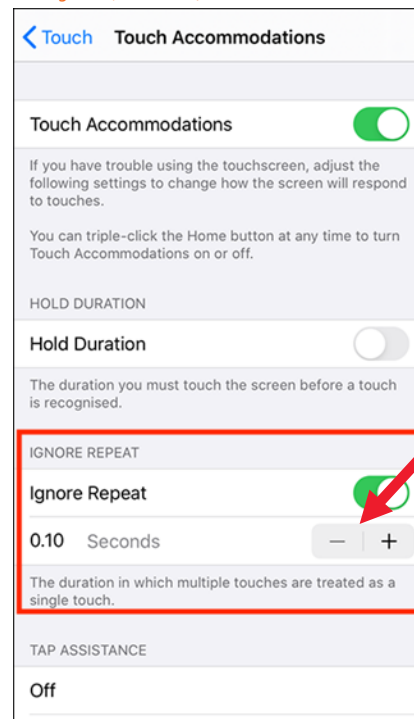 Touch Touch Accommodations
Touch Accommodations
If you have trouble using the touchscreen, adjust the
following settings to change how the screen will respond
to touches.
You can triple-click the Home button at any time to turn
Touch Accommodations on or off.
HOLD DURATION
Hold Duration
The duration you must touch the screen before a touch
is recognised.
IGNORE REPEAT
Ignore Repeat
0.10 Seconds − +
The duration in which multiple touches are treated as a
single touch.
TAP ASSISTANCE
Off